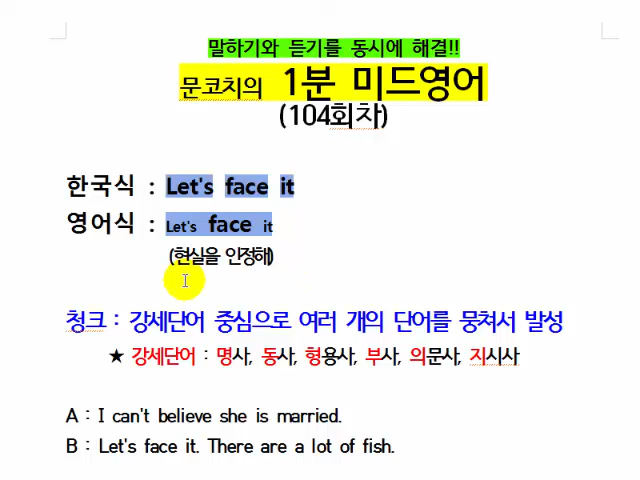 말하기와 듣기를 동시에 해결!!
문코치의 1분 미드영어
(104회차)
한국식 : Let's face it
영어식 : Let's face it
(현실을 인정해)
청크 : 강세단어 중심으로 여러 개의 단어를 뭉쳐서 발성
★ 강세단어 : 명사, 동사, 형용사, 부사, 의문사, 지시사
A : I can't believe she is married.
B : Let's face it. There are a lot of fish.